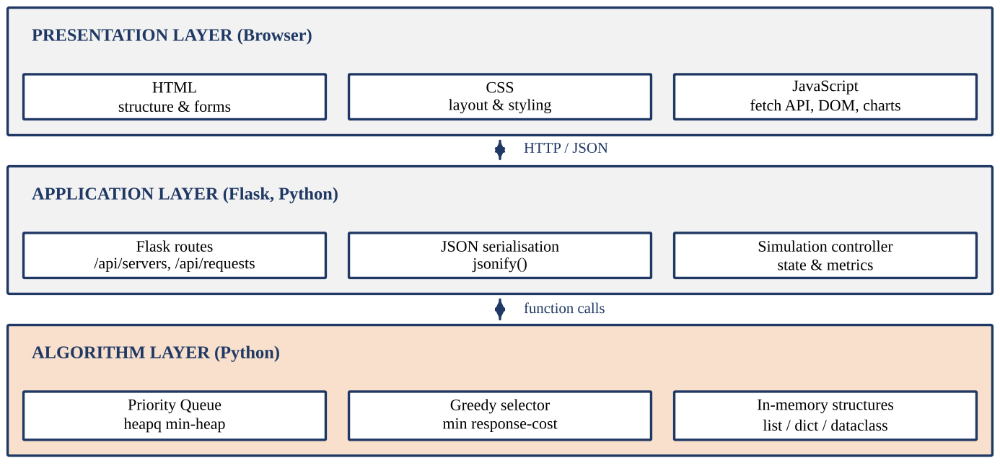 PRESENTATION LAYER (Browser)
HTML
structure & forms
CSS
layout & styling
JavaScript
fetch API, DOM, charts
HTTP / JSON
APPLICATION LAYER (Flask, Python)
Flask routes
/api/servers, /api/requests
JSON serialisation
jsonify()
Simulation controller
state & metrics
function calls
ALGORITHM LAYER (Python)
Priority Queue
heapq min-heap
Greedy selector
min response-cost
In-memory structures
list / dict / dataclass